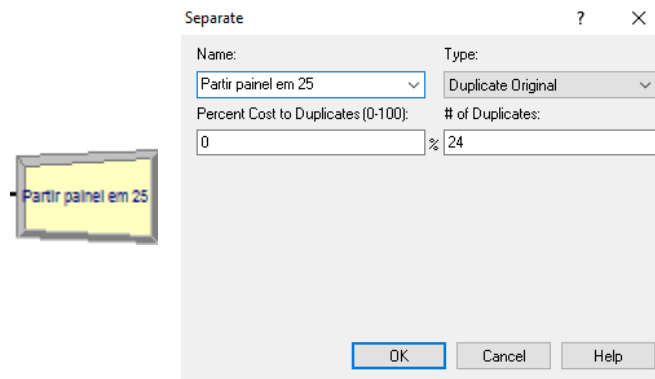 Separate ? ×
Name: Type:
Partir painel em 25 Duplicate Original
Percent Cost to Duplicates (0-100): # of Duplicates:
0 % 24
Partir painel em 25
OK Cancel Help